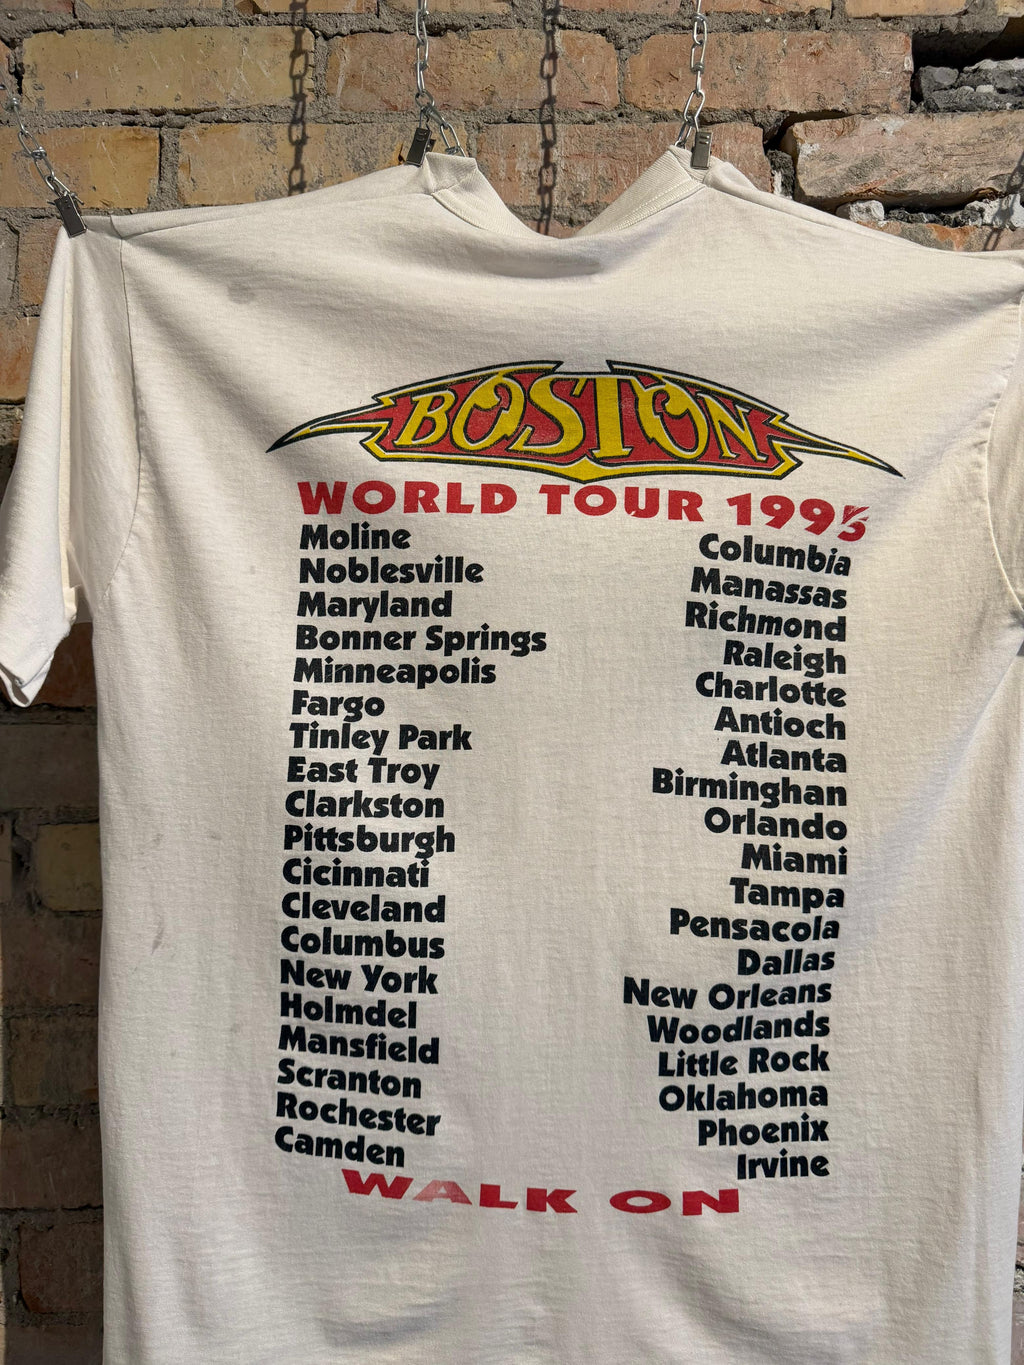 BOSTON
WORLD TOUR 1995
Moline
Noblesville
Maryland
Bonner Springs
Minneapolis
Fargo
Tinley Park
East Troy
Clarkston
Pittsburgh
Cicinnati
Cleveland
Columbus
New York
Holmdel
Mansfield
Scranton
Rochester
Camden
Columbia
Manassas
Richmond
Raleigh
Charlotte
Antioch
Atlanta
Birminghan
Orlando
Miami
Tampa
Pensacola
Dallas
New Orleans
Woodlands
Little Rock
Oklahoma
Phoenix
Irvine
WALK ON